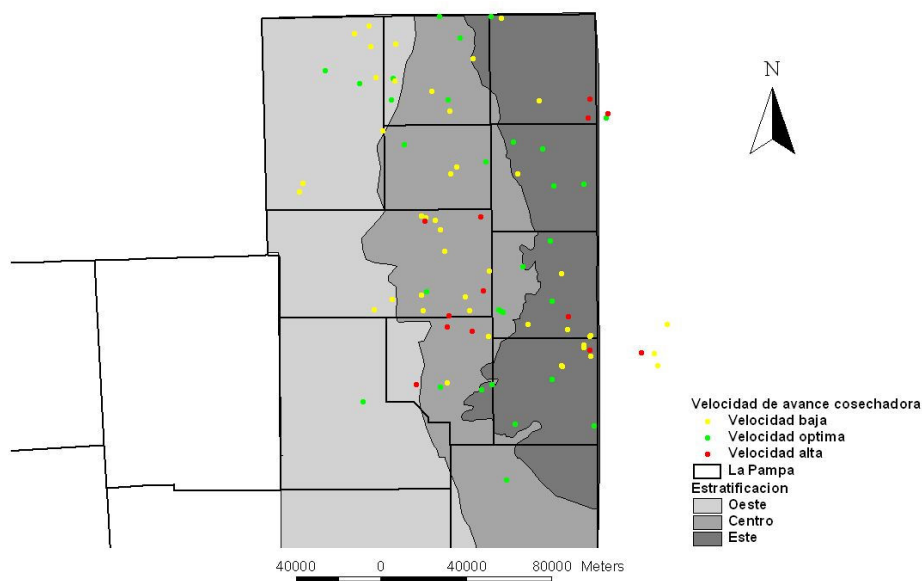 N
Velocidad de avance cosechadora
Velocidad baja
Velocidad optima
Velocidad alta
La Pampa
Estratificacion
Oeste
Centro
Este
40000 0 40000 80000 Meters